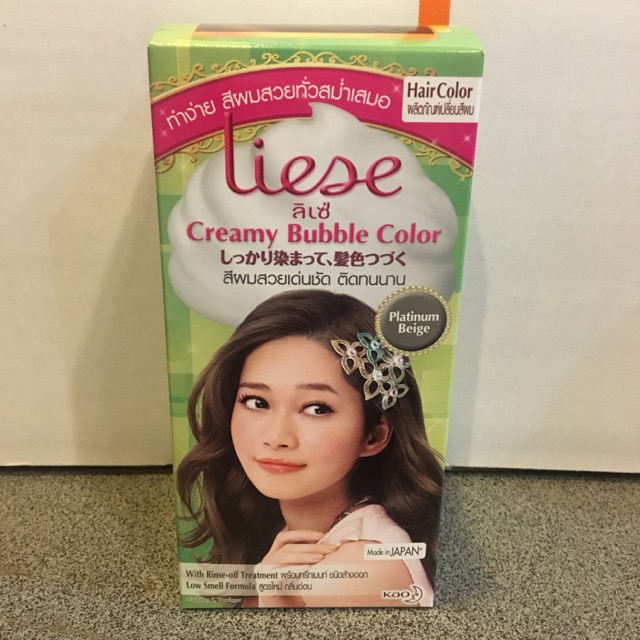 ทำง่าย สีผมสวยทั่วสม่ำเสมอ
HairColor
ผลิตภัณฑ์เปลี่ยนสีผม
Liese
ลิเซ่
Creamy Bubble Color
しっかり染まって、髪色つづく
สีผมสวยเด่นชัด ติดทนนาน
Platinum
Beige
Made in JAPAN*
With Rinse-off Treatment พร้อมทรีทเมนท์ ชนิดล้างออก
Low Smell Formula สูตรใหม่ กลิ่นอ่อน
Kao